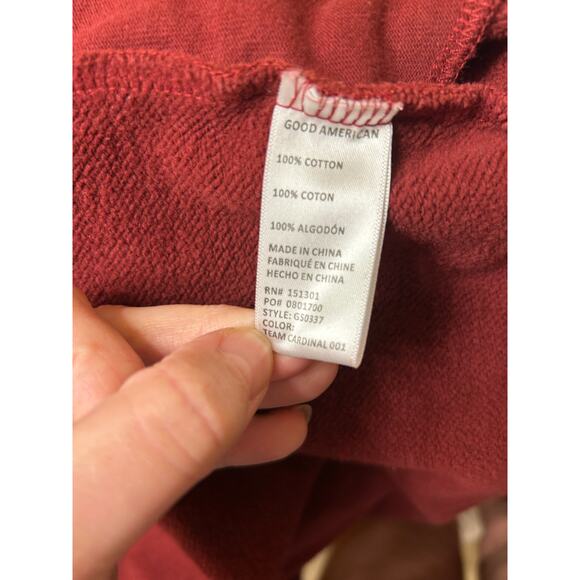 GOOD AMERICAN
100% COTTON
100% COTON
100% ALGODÓN
MADE IN CHINA
FABRIQUÉ EN CHINE
HECHO EN CHINA
RN# 151301
PO# 0801700
STYLE: GS0337
COLOR:
TEAM CARDINAL 001